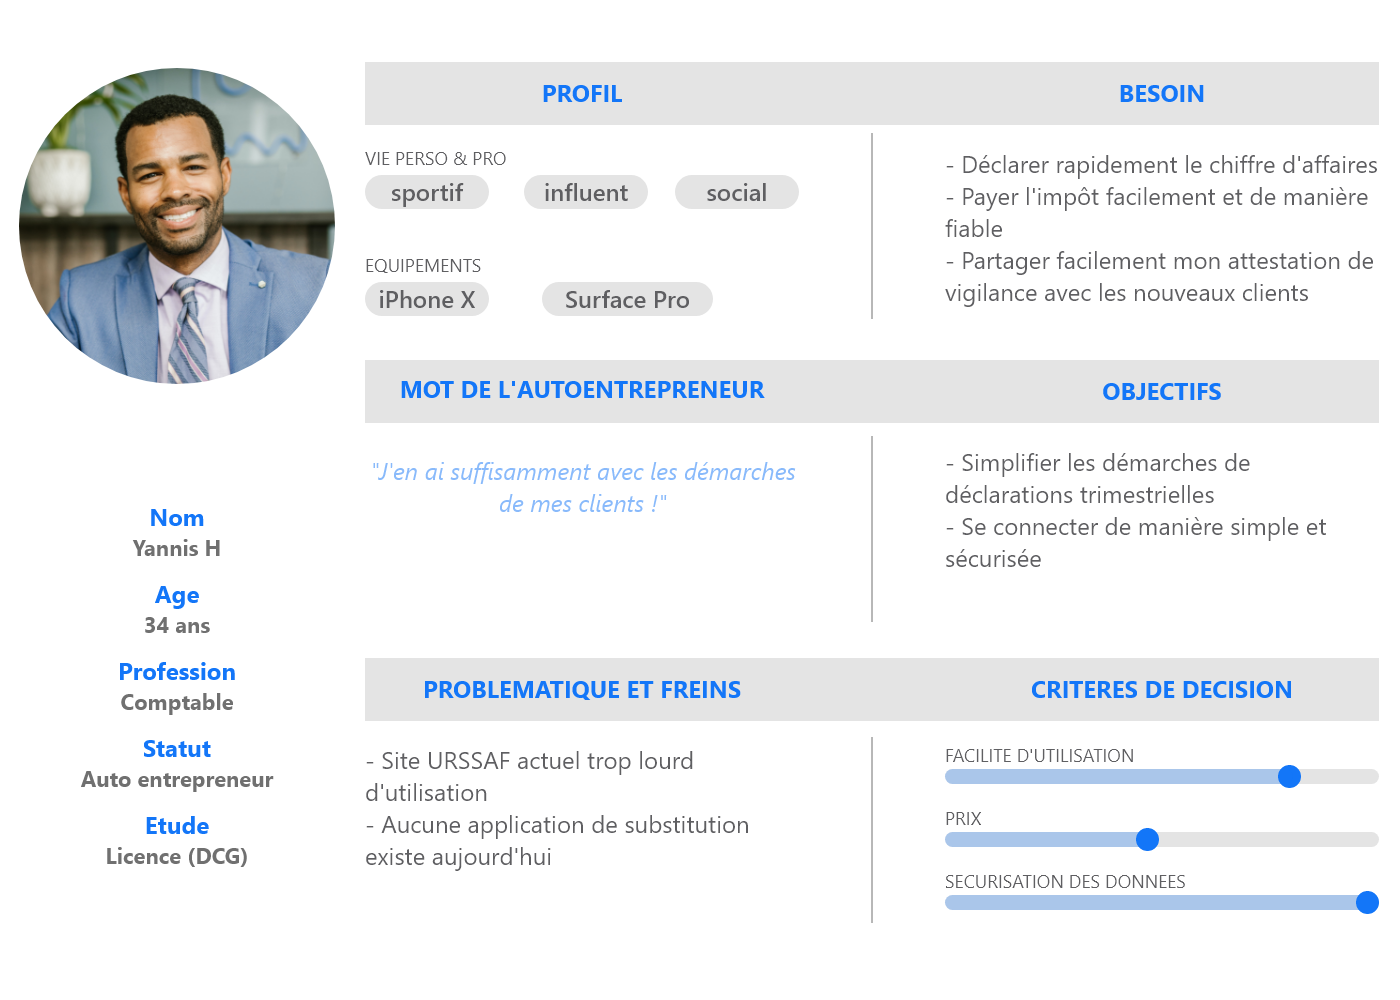 Nom
Yannis H
Age
34 ans
Profession
Comptable
Statut
Auto entrepreneur
Etude
Licence (DCG)
PROFIL
VIE PERSO & PRO
sportif
influent
social
EQUIPEMENTS
iPhone X
Surface Pro
BESOIN
- Déclarer rapidement le chiffre d'affaires
- Payer l'impôt facilement et de manière
fiable
- Partager facilement mon attestation de
vigilance avec les nouveaux clients
MOT DE L'AUTOENTREPRENEUR
"J'en ai suffisamment avec les démarches
de mes clients !"
OBJECTIFS
- Simplifier les démarches de
déclarations trimestrielles
- Se connecter de manière simple et
sécurisée
PROBLEMATIQUE ET FREINS
- Site URSSAF actuel trop lourd
d'utilisation
- Aucune application de substitution
existe aujourd'hui
CRITERES DE DECISION
FACILITE D'UTILISATION
PRIX
SECURISATION DES DONNEES